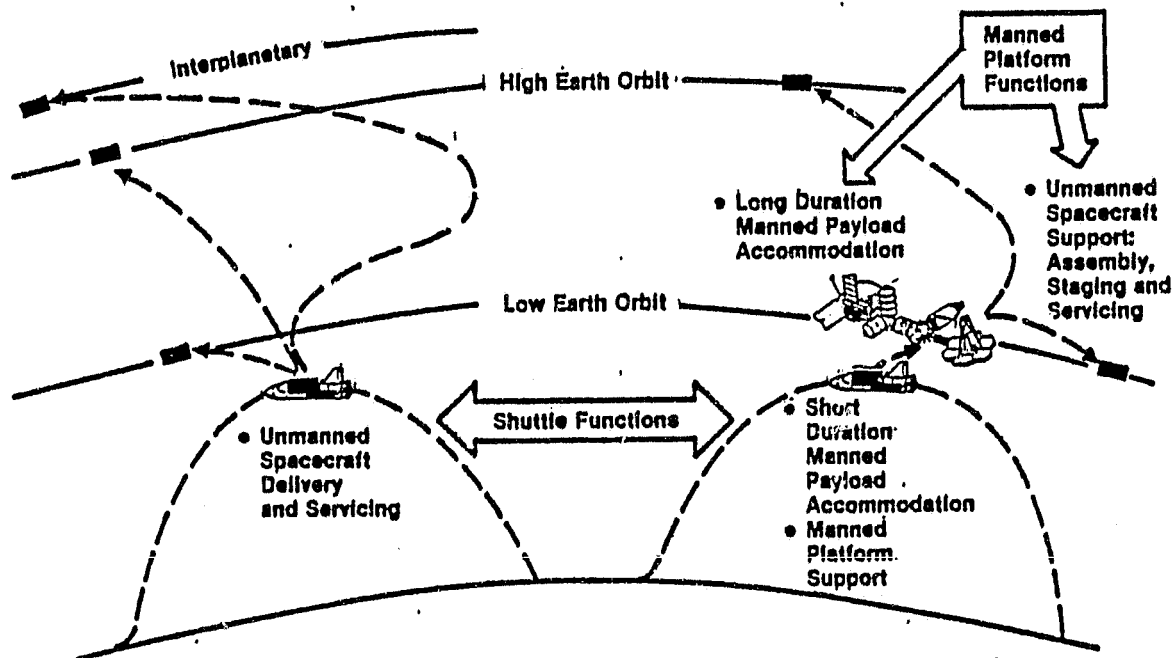 Interplanetary
High Earth Orbit
Manned
Platform
Functions
• Long Duration
Manned Payload
Accommodation
• Unmanned
Spacecraft
Support:
Assembly,
Staging and
Servicing
Low Earth Orbit
Shuttle Functions
• Unmanned
Spacecraft
Delivery
and Servicing
• Short
Duration
Manned
Payload
Accommodation
• Manned
Platform
Support